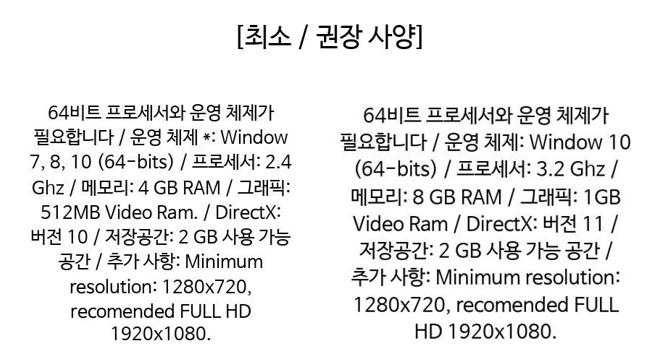 [최소 / 권장 사양]
64비트 프로세서와 운영 체제가
필요합니다 / 운영 체제 *: Window
7, 8, 10 (64-bits) / 프로세서: 2.4
Ghz / 메모리: 4 GB RAM / 그래픽:
512MB Video Ram. / DirectX:
버전 10 / 저장공간: 2 GB 사용 가능
공간 / 추가 사항: Minimum
resolution: 1280x720,
recomended FULL HD
1920x1080.
64비트 프로세서와 운영 체제가
필요합니다 / 운영 체제: Window 10
(64-bits) / 프로세서: 3.2 Ghz /
메모리: 8 GB RAM / 그래픽: 1GB
Video Ram / DirectX: 버전 11 /
저장공간: 2 GB 사용 가능 공간 /
추가 사항: Minimum resolution:
1280x720, recomended FULL
HD 1920x1080.